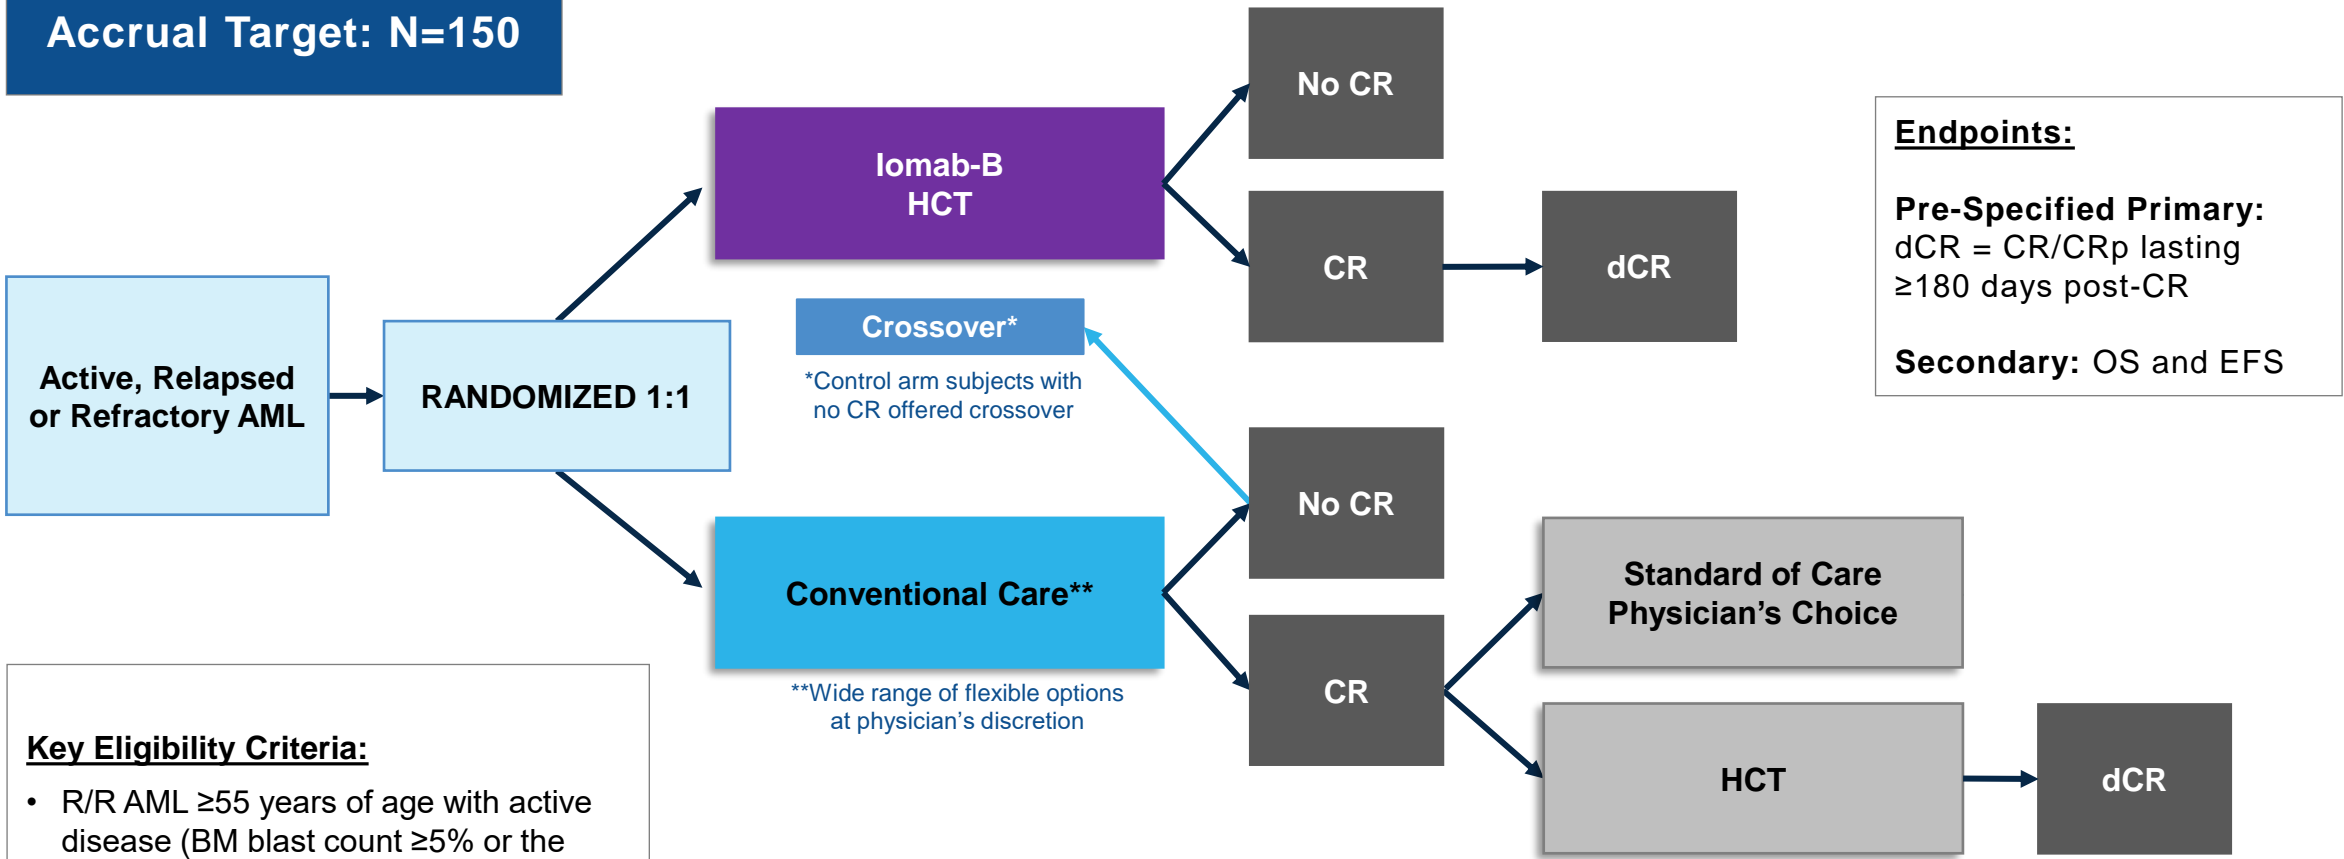 Accrual Target: N=150
No CR
Iomab-B
HCT
CR
dCR
Endpoints:
Pre-Specified Primary:
dCR = CR/CRp lasting
≥180 days post-CR
Secondary: OS and EFS
Active, Relapsed
or Refractory AML
RANDOMIZED 1:1
Crossover*
*Control arm subjects with
no CR offered crossover
No CR
Conventional Care**
**Wide range of flexible options
at physician's discretion
CR
Standard of Care
Physician’s Choice
HCT
dCR
Key Eligibility Criteria:
• R/R AML ≥55 years of age with active
disease (BM blast count ≥5% or the